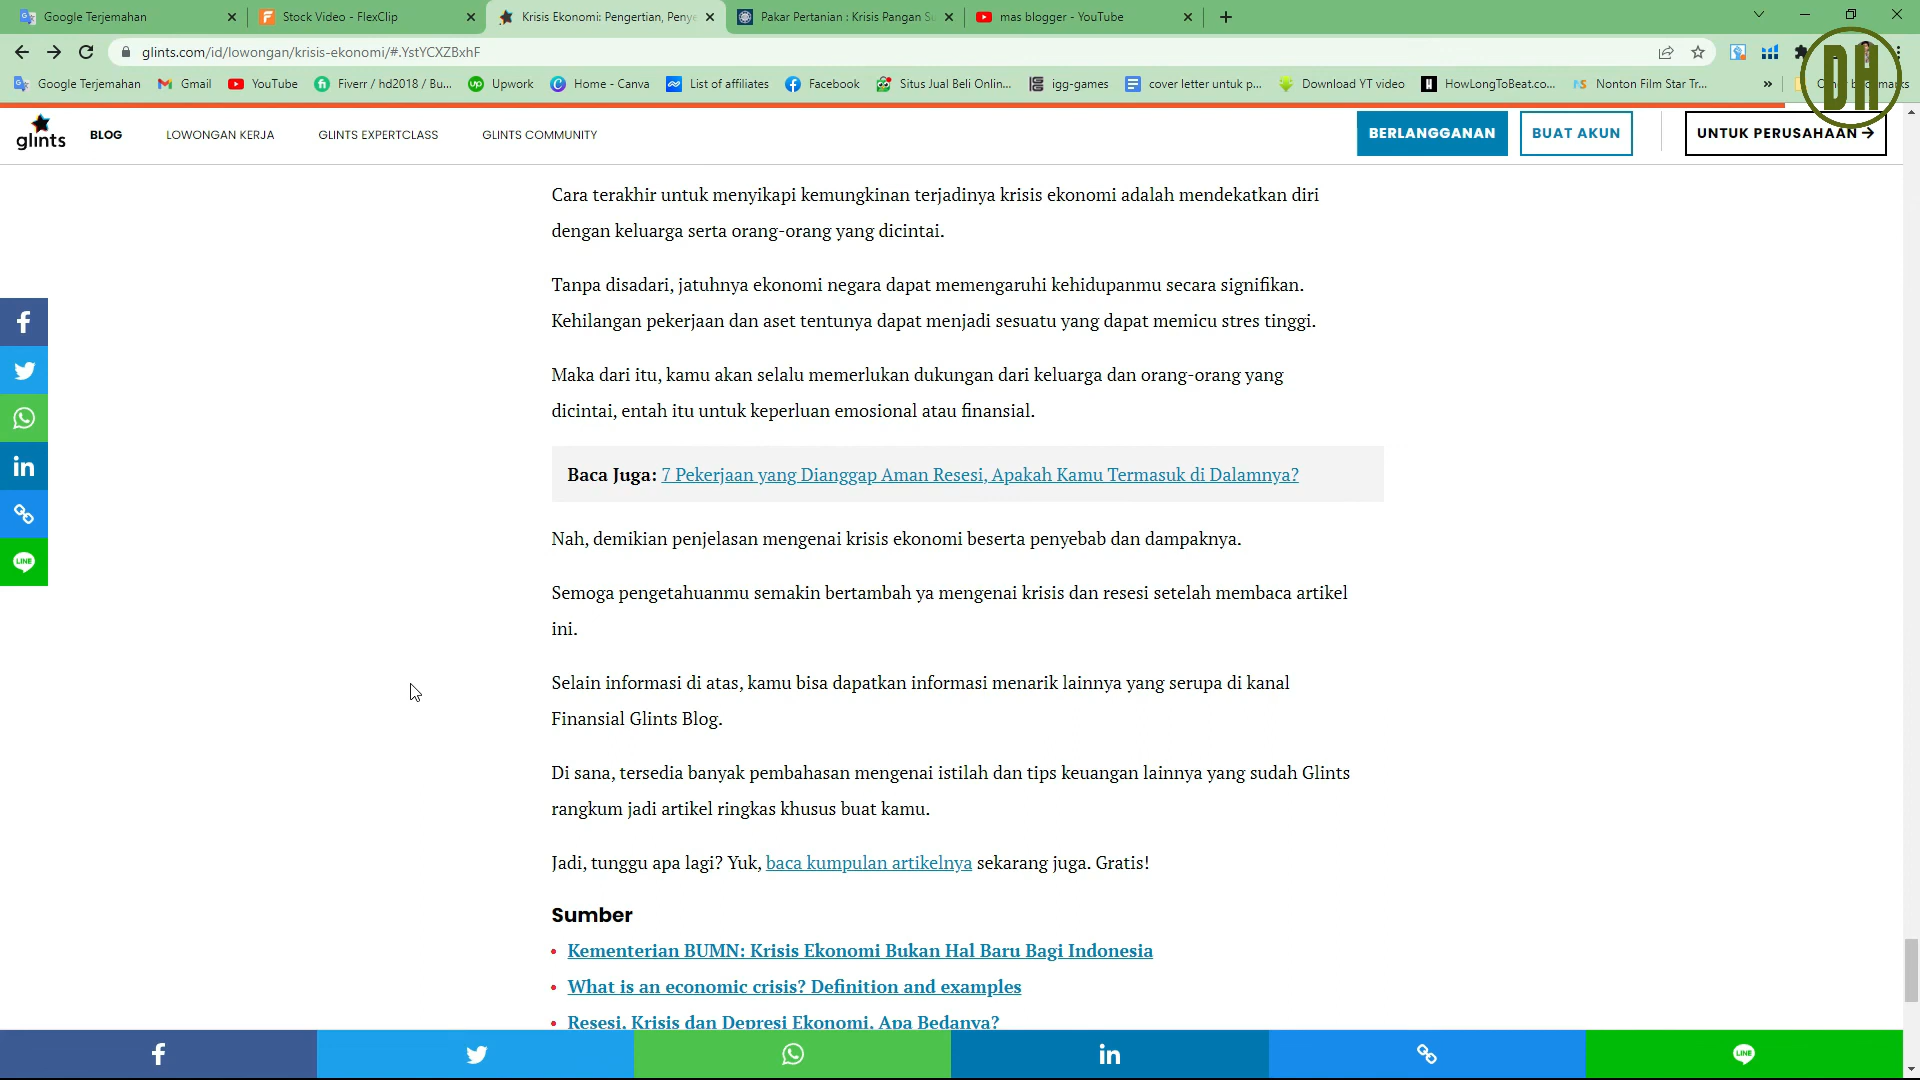 Google Terjemahan
Stock Video - FlexClip
Krisis Ekonomi: Pengertian, Penye
Pakar Pertanian : Krisis Pangan Su
mas blogger - YouTube
glints.com/id/lowongan/krisis-ekonomi/#.YstYCXZBxhF
Google Terjemahan
Gmail
YouTube
Fiverr / hd2018 / Bu...
Upwork
Home - Canva
List of affiliates
Facebook
Situs Jual Beli Onlin...
igg-games
cover letter untuk p...
Download YT video
HowLongToBeat.co...
Nonton Film Star Tr...
»
DH
glints
BLOG
LOWONGAN KERJA
GLINTS EXPERTCLASS
GLINTS COMMUNITY
BERLANGGANAN
BUAT AKUN
UNTUK PERUSAHAAN →
Cara terakhir untuk menyikapi kemungkinan terjadinya krisis ekonomi adalah mendekatkan diri
dengan keluarga serta orang-orang yang dicintai.
Tanpa disadari, jatuhnya ekonomi negara dapat memengaruhi kehidupanmu secara signifikan.
Kehilangan pekerjaan dan aset tentunya dapat menjadi sesuatu yang dapat memicu stres tinggi.
Maka dari itu, kamu akan selalu memerlukan dukungan dari keluarga dan orang-orang yang
dicintai, entah itu untuk keperluan emosional atau finansial.
Baca Juga: 7 Pekerjaan yang Dianggap Aman Resesi, Apakah Kamu Termasuk di Dalamnya?
Nah, demikian penjelasan mengenai krisis ekonomi beserta penyebab dan dampaknya.
Semoga pengetahuanmu semakin bertambah ya mengenai krisis dan resesi setelah membaca artikel
ini.
Selain informasi di atas, kamu bisa dapatkan informasi menarik lainnya yang serupa di kanal
Finansial Glints Blog.
Di sana, tersedia banyak pembahasan mengenai istilah dan tips keuangan lainnya yang sudah Glints
rangkum jadi artikel ringkas khusus buat kamu.
Jadi, tunggu apa lagi? Yuk, baca kumpulan artikelnya sekarang juga. Gratis!
Sumber
• Kementerian BUMN: Krisis Ekonomi Bukan Hal Baru Bagi Indonesia
• What is an economic crisis? Definition and examples
• Resesi, Krisis dan Depresi Ekonomi, Apa Bedanya?
LINE
LINE